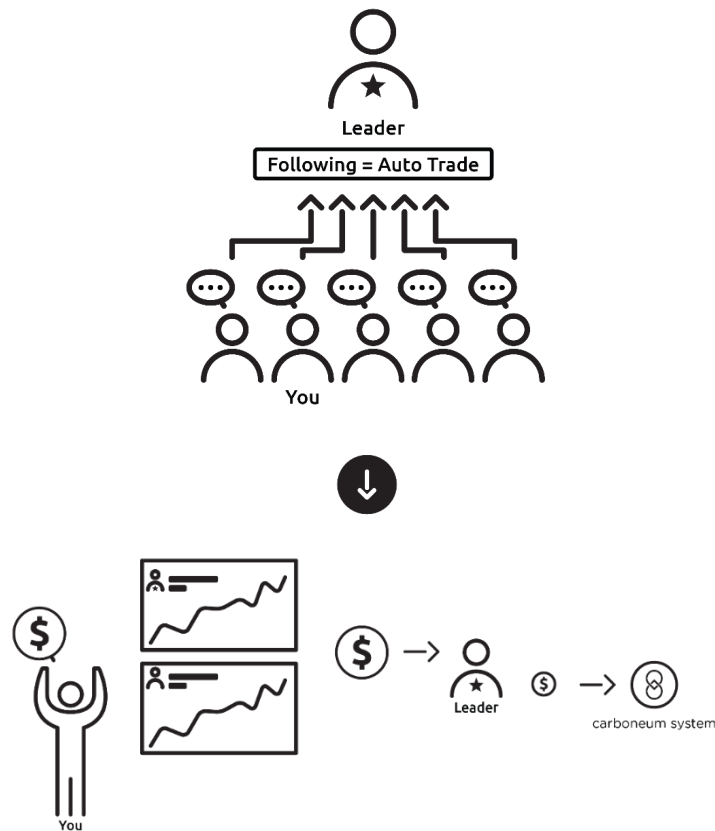 Leader
Following = Auto Trade
You
$
$
Leader
$
carboneum system
You